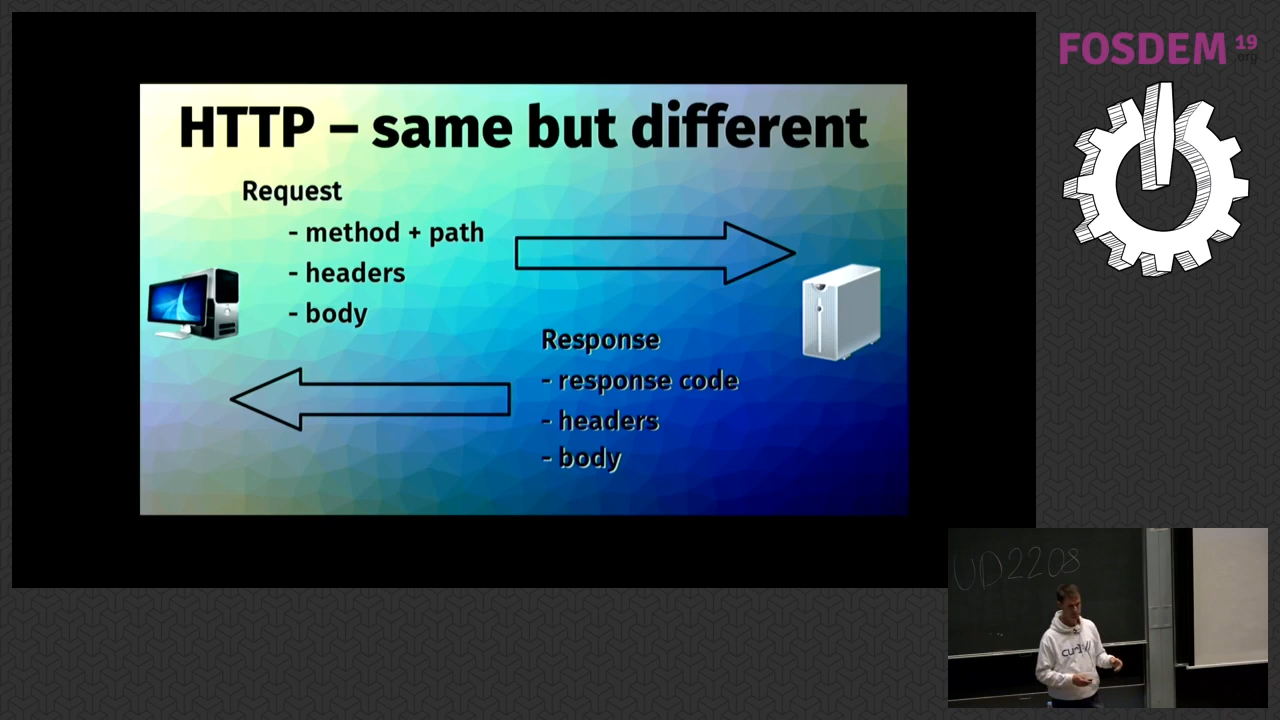 HTTP – same but different
Request
- method + path
- headers
- body
Response
- response code
- headers
- body
FOSDEM 19
.org
UD2208
curl://